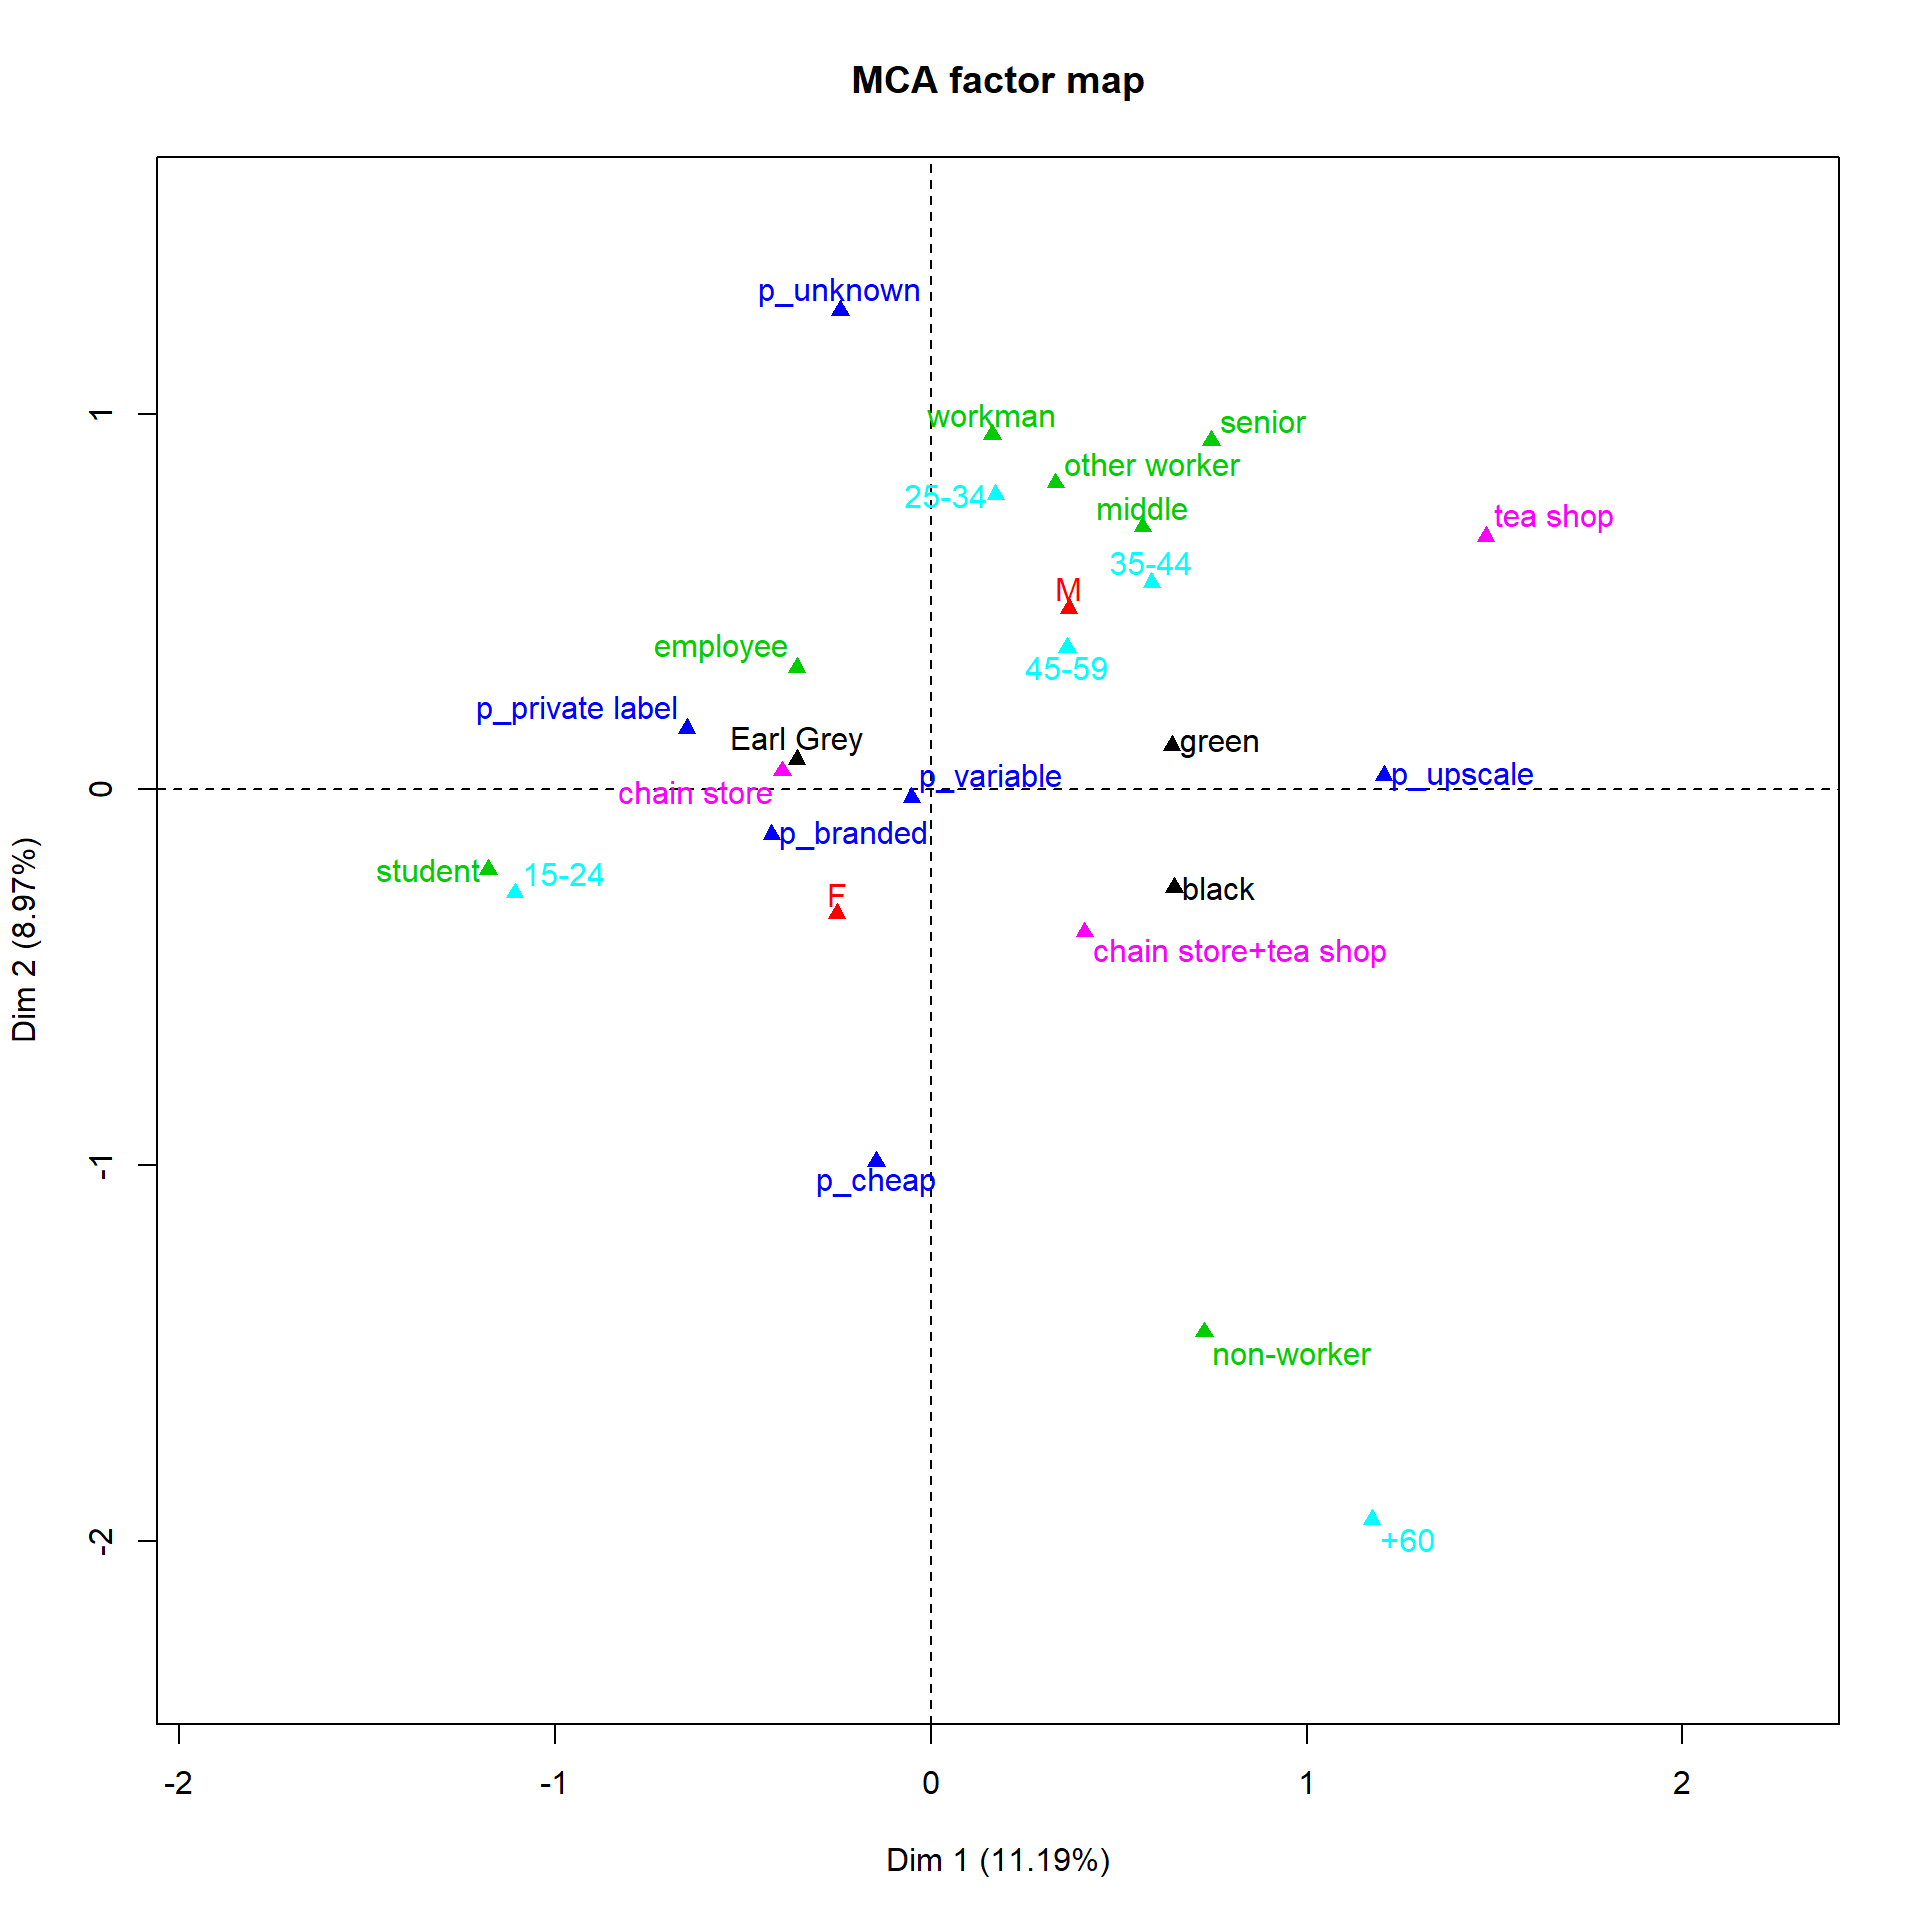 MCA factor map
p_unknown
workman
senior
other worker
25-34
middle
tea shop
35-44
M
employee
45-59
p_private label
Earl Grey
green
p_variable
p_upscale
chain store
p_branded
student
15-24
F
black
chain store+tea shop
p_cheap
non-worker
+60
1
0
-1
-2
Dim 2 (8.97%)
-2
-1
0
1
2
Dim 1 (11.19%)